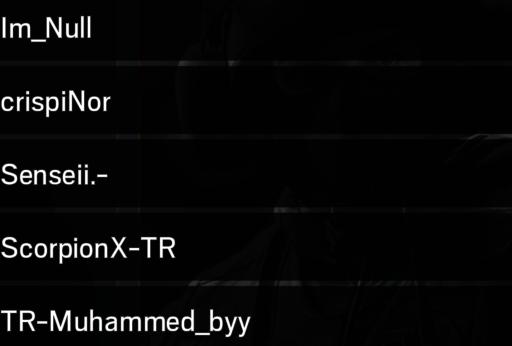 Im_Null
crispiNor
Senseii.-
ScorpionX-TR
TR-Muhammed_byy